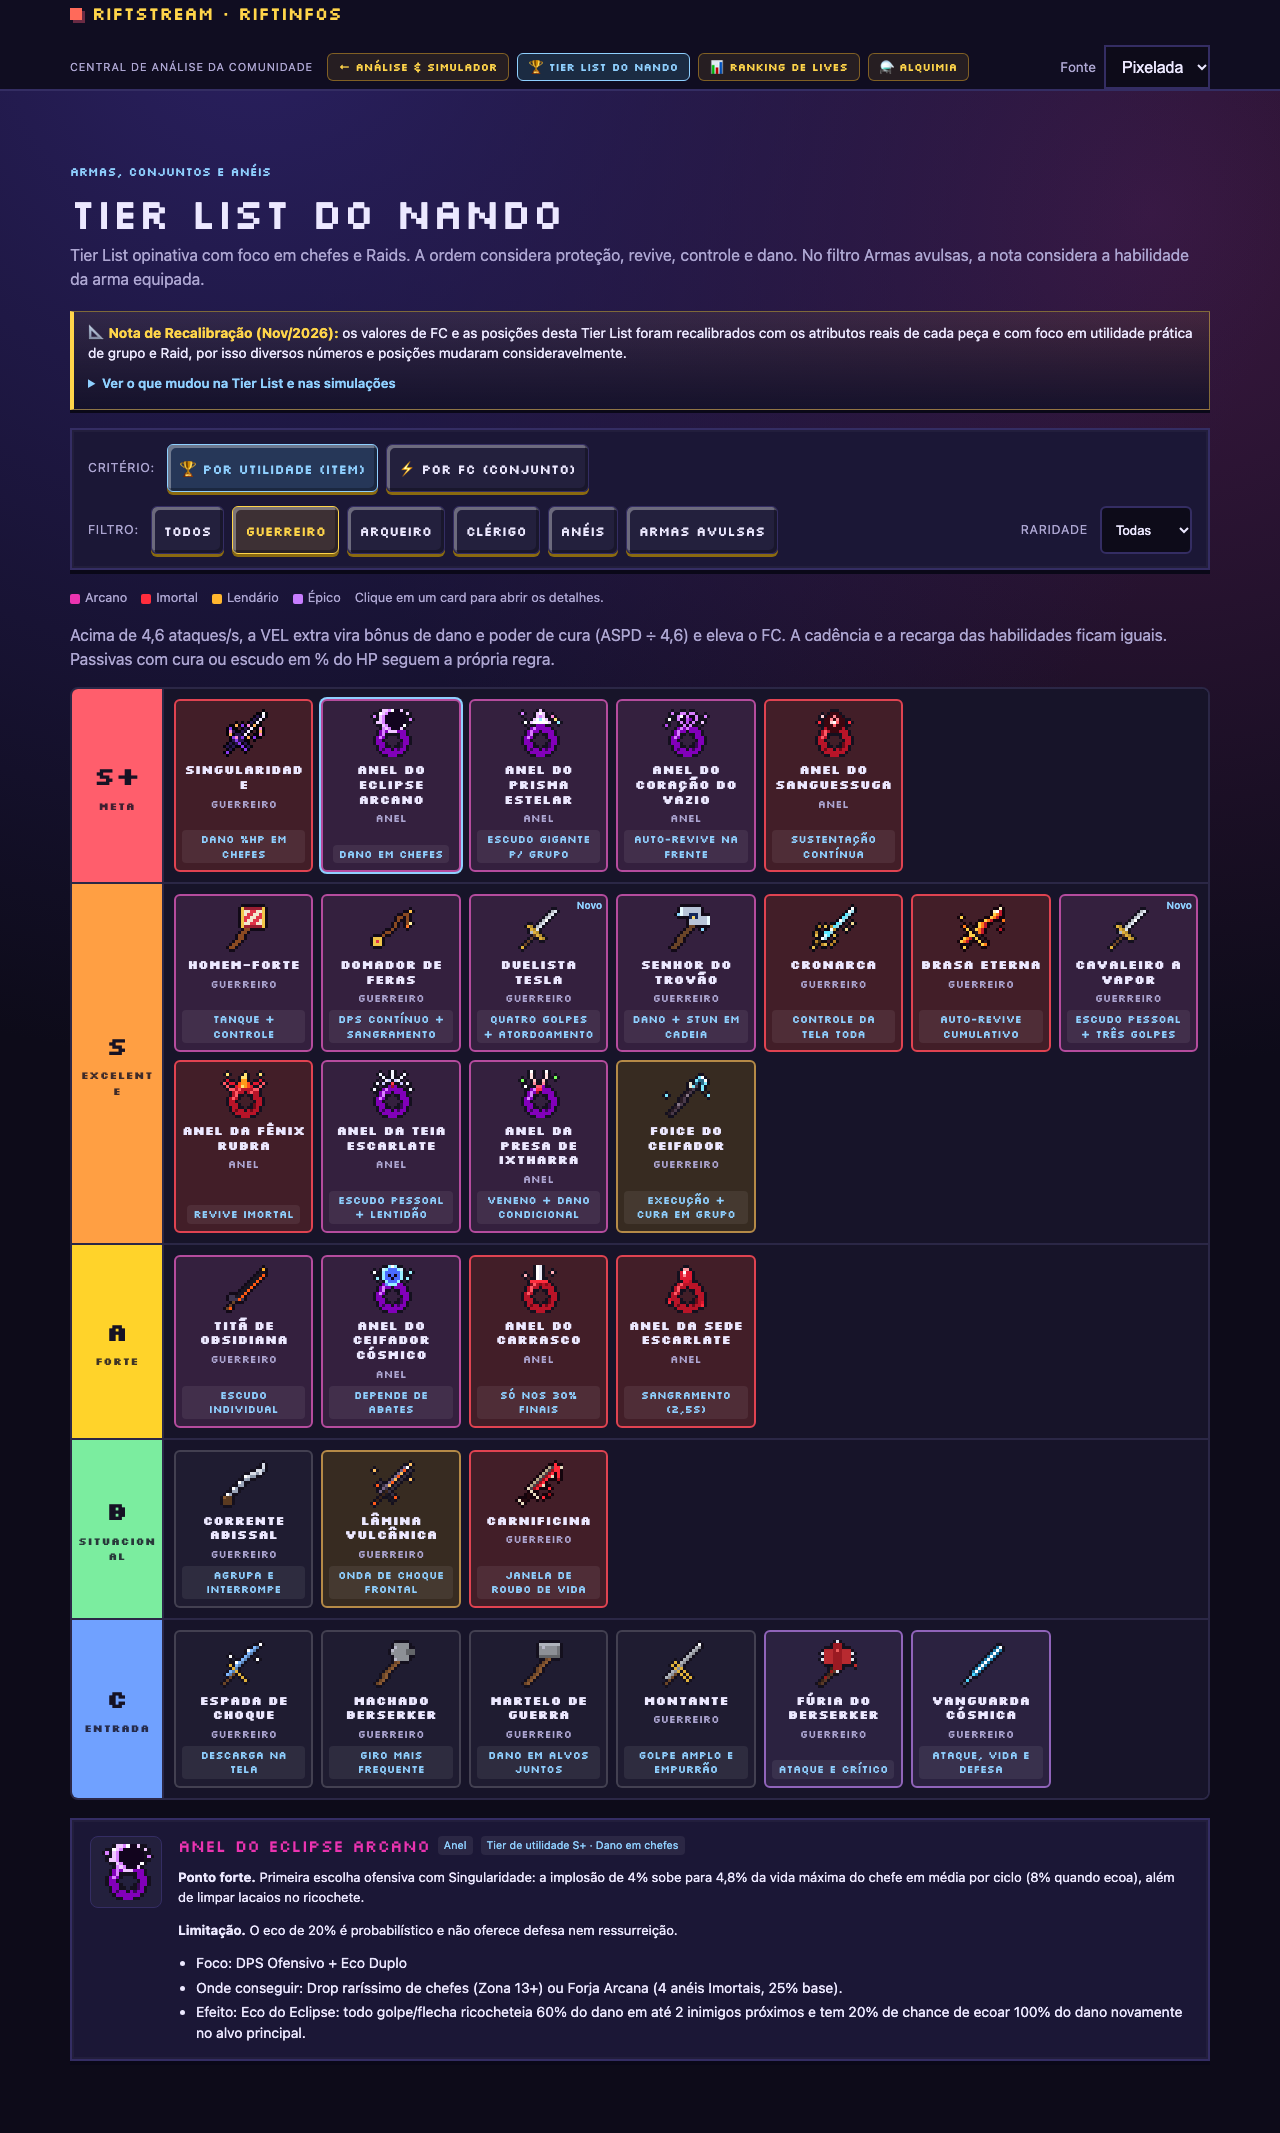 RIFTSTREAM · RIFTINFOS
CENTRAL DE ANÁLISE DA COMUNIDADE
← ANÁLISE & SIMULADOR
🏆 TIER LIST DO NANDO
📊 RANKING DE LIVES
ALQUIMIA
Fonte
Pixelada
ARMAS, CONJUNTOS E ANÉIS
TIER LIST DO NANDO
Tier List opinativa com foco em chefes e Raids. A ordem considera proteção, revive, controle e dano. No filtro Armas avulsas, a nota considera a habilidade
da arma equipada.
📐 Nota de Recalibração (Nov/2026): os valores de FC e as posições desta Tier List foram recalibrados com os atributos reais de cada peça e com foco em utilidade prática
de grupo e Raid, por isso diversos números e posições mudaram consideravelmente.
▶ Ver o que mudou na Tier List e nas simulações
CRITÉRIO:
🏆 POR UTILIDADE (ITEM)
⚡ POR FC (CONJUNTO)
FILTRO:
TODOS
GUERREIRO
ARQUEIRO
CLÉRIGO
ANÉIS
ARMAS AVULSAS
RARIDADE
Todas
Arcano
Imortal
Lendário
Épico
Clique em um card para abrir os detalhes.
Acima de 4,6 ataques/s, a VEL extra vira bônus de dano e poder de cura (ASPD ÷ 4,6) e eleva o FC. A cadência e a recarga das habilidades ficam iguais.
Passivas com cura ou escudo em % do HP seguem a própria regra.
S+
META
SINGULARIDAD
E
GUERREIRO
DANO %HP EM
CHEFES
ANEL DO
ECLIPSE
ARCANO
ANEL
DANO EM CHEFES
ANEL DO
PRISMA
ESTELAR
ANEL
ESCUDO GIGANTE
P/ GRUPO
ANEL DO
CORAÇÃO DO
VAZIO
ANEL
AUTO-REVIVE NA
FRENTE
ANEL DO
SANGUESSUGA
ANEL
SUSTENTAÇÃO
CONTÍNUA
S
EXCELENT
E
HOMEM-FORTE
GUERREIRO
TANQUE +
CONTROLE
DOMADOR DE
FERAS
GUERREIRO
DPS CONTÍNUO +
SANGRAMENTO
Novo
DUELISTA
TESLA
GUERREIRO
QUATRO GOLPES
+ ATORDOAMENTO
SENHOR DO
TROVÃO
GUERREIRO
DANO + STUN EM
CADEIA
CRONARCA
GUERREIRO
CONTROLE DA
TELA TODA
BRASA ETERNA
GUERREIRO
AUTO-REVIVE
CUMULATIVO
Novo
CAVALEIRO A
VAPOR
GUERREIRO
ESCUDO PESSOAL
+ TRÊS GOLPES
ANEL DA FÊNIX
RUBRA
ANEL
REVIVE IMORTAL
ANEL DA TEIA
ESCARLATE
ANEL
ESCUDO PESSOAL
+ LENTIDÃO
ANEL DA
PRESA DE
IXTHARRA
ANEL
VENENO + DANO
CONDICIONAL
FOICE DO
CEIFADOR
GUERREIRO
EXECUÇÃO +
CURA EM GRUPO
A
FORTE
TITÃ DE
OBSIDIANA
GUERREIRO
ESCUDO
INDIVIDUAL
ANEL DO
CEIFADOR
CÓSMICO
ANEL
DEPENDE DE
ABATES
ANEL DO
CARRASCO
ANEL
SÓ NOS 30%
FINAIS
ANEL DA SEDE
ESCARLATE
ANEL
SANGRAMENTO
(2,5S)
B
SITUACION
AL
CORRENTE
ABISSAL
GUERREIRO
AGRUPA E
INTERROMPE
LÂMINA
VULCÂNICA
GUERREIRO
ONDA DE CHOQUE
FRONTAL
CARNIFICINA
GUERREIRO
JANELA DE
ROUBO DE VIDA
C
ENTRADA
ESPADA DE
CHOQUE
GUERREIRO
DESCARGA NA
TELA
MACHADO
BERSERKER
GUERREIRO
GIRO MAIS
FREQUENTE
MARTELO DE
GUERRA
GUERREIRO
DANO EM ALVOS
JUNTOS
MONTANTE
GUERREIRO
GOLPE AMPLO E
EMPURRÃO
FÚRIA DO
BERSERKER
GUERREIRO
ATAQUE E CRÍTICO
VANGUARDA
CÓSMICA
GUERREIRO
ATAQUE, VIDA E
DEFESA
ANEL DO ECLIPSE ARCANO
Anel
Tier de utilidade S+ · Dano em chefes
Ponto forte. Primeira escolha ofensiva com Singularidade: a implosão de 4% sobe para 4,8% da vida máxima do chefe em média por ciclo (8% quando ecoa), além
de limpar lacaios no ricochete.
Limitação. O eco de 20% é probabilístico e não oferece defesa nem ressurreição.
• Foco: DPS Ofensivo + Eco Duplo
• Onde conseguir: Drop raríssimo de chefes (Zona 13+) ou Forja Arcana (4 anéis Imortais, 25% base).
• Efeito: Eco do Eclipse: todo golpe/flecha ricocheteia 60% do dano em até 2 inimigos próximos e tem 20% de chance de ecoar 100% do dano novamente
no alvo principal.